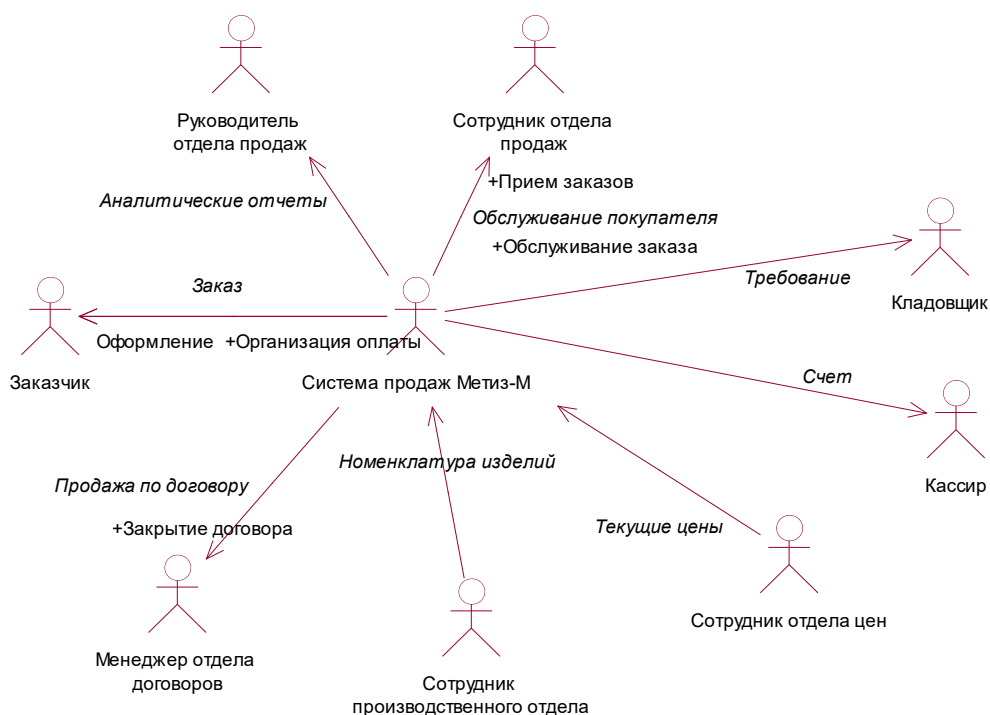 Руководитель
отдела продаж
Сотрудник отдела
продаж
+Прием заказов
Аналитические отчеты
Обслуживание покупателя
+Обслуживание заказа
Требование
Кладовщик
Заказ
Оформление +Организация оплаты
Заказчик
Система продаж Метиз-М
Счет
Кассир
Номенклатура изделий
Продажа по договору
+Закрытие договора
Текущие цены
Сотрудник отдела цен
Менеджер отдела
договоров
Сотрудник
производственного отдела